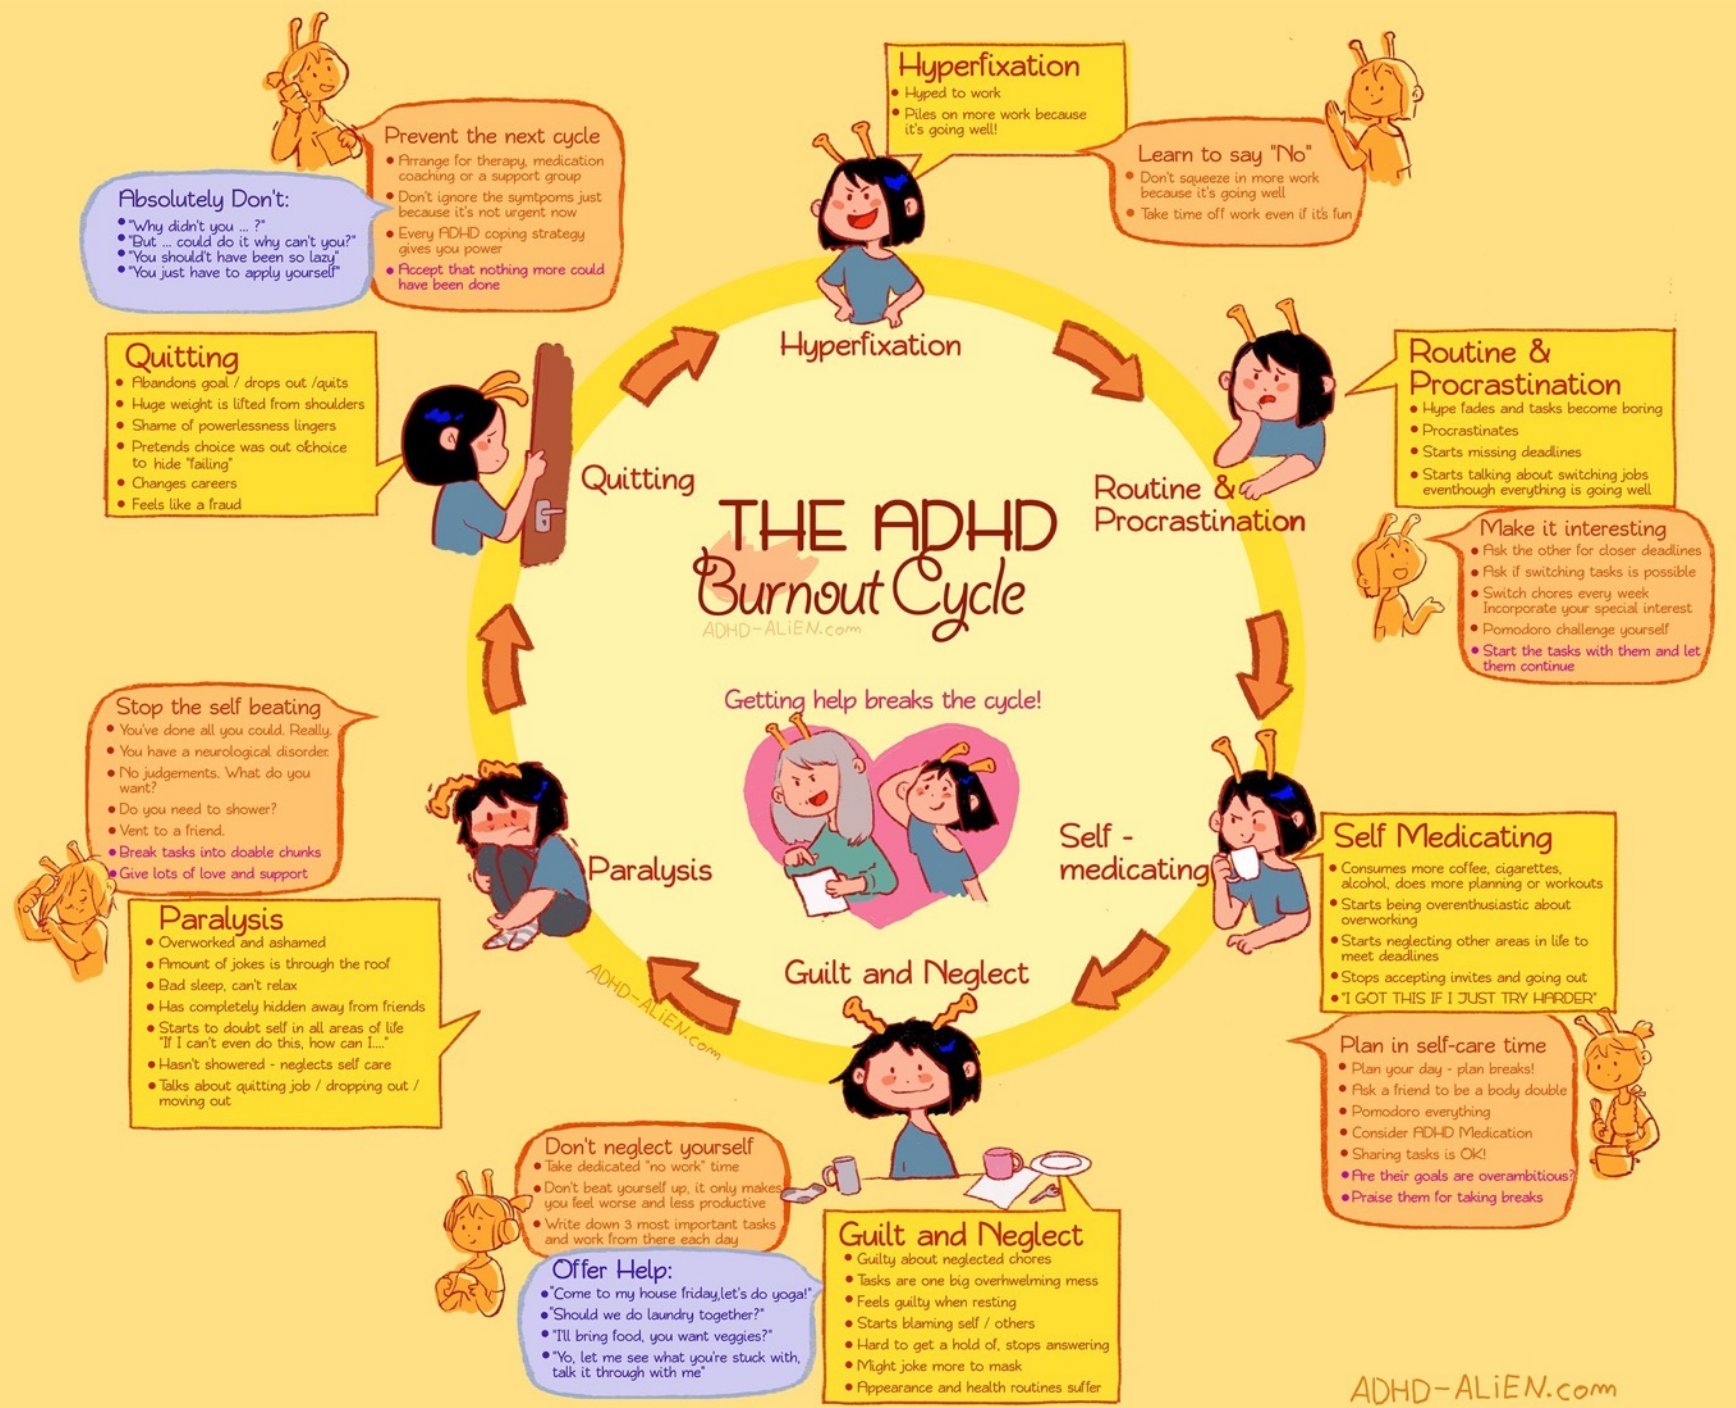 Hyperfixation
• Hyped to work
• Piles on more work because
it's going well!
Learn to say "No"
• Don't squeeze in more work
because it's going well
• Take time off work even if it's fun
Hyperfixation
Routine &
Procrastination
• Hype fades and tasks become boring
• Procrastinates
• Starts missing deadlines
• Starts talking about switching jobs
eventhough everything is going well
Make it interesting
• Ask the other for closer deadlines
• Ask if switching tasks is possible
• Switch chores every week
Incorporate your special interest
• Pomodoro challenge yourself
• Start the tasks with them and let
them continue
Routine &
Procrastination
Self Medicating
• Consumes more coffee, cigarettes,
alcohol, does more planning or workouts
• Starts being overenthusiastic about
overworking
• Starts neglecting other areas in life to
meet deadlines
• Stops accepting invites and going out
• "I GOT THIS IF I JUST TRY HARDER"
Plan in self-care time
• Plan your day - plan breaks!
• Ask a friend to be a body double
• Pomodoro everything
• Consider ADHD Medication
• Sharing tasks is OK!
• Are their goals are overambitious?
• Praise them for taking breaks
Self -
medicating
Guilt and Neglect
Guilt and Neglect
• Guilty about neglected chores
• Tasks are one big overhwelming mess
• Feels guilty when resting
• Starts blaming self / others
• Hard to get a hold of, stops answering
• Might joke more to mask
• Appearance and health routines suffer
Don't neglect yourself
• Take dedicated "no work" time
• Don't beat yourself up, it only makes
you feel worse and less productive
• Write down 3 most important tasks
and work from there each day
Offer Help:
• "Come to my house friday,let's do yoga!"
• "Should we do laundry together?"
• "I'll bring food, you want veggies?"
• "Yo, let me see what you're stuck with,
talk it through with me"
Paralysis
Stop the self beating
• You've done all you could. Really.
• You have a neurological disorder.
• No judgements. What do you
want?
• Do you need to shower?
• Vent to a friend.
• Break tasks into doable chunks
• Give lots of love and support
Paralysis
• Overworked and ashamed
• Amount of jokes is through the roof
• Bad sleep, can't relax
• Has completely hidden away from friends
• Starts to doubt self in all areas of life
"If I can't even do this, how can I...."
• Hasn't showered - neglects self care
• Talks about quitting job / dropping out /
moving out
Quitting
Quitting
• Abandons goal / drops out /quits
• Huge weight is lifted from shoulders
• Shame of powerlessness lingers
• Pretends choice was out ofchoice
to hide "failing"
• Changes careers
• Feels like a fraud
Prevent the next cycle
• Arrange for therapy, medication
coaching or a support group
• Don't ignore the symtpoms just
because it's not urgent now
• Every ADHD coping strategy
gives you power
• Accept that nothing more could
have been done
Absolutely Don't:
• "Why didn't you ... ?"
• "But ... could do it why can't you?"
• "You should't have been so lazy"
• "You just have to apply yourself"
THE ADHD
Burnout Cycle
ADHD-ALiEN.com
Getting help breaks the cycle!
ADHD-ALiEN.com
ADHD-ALiEN.com